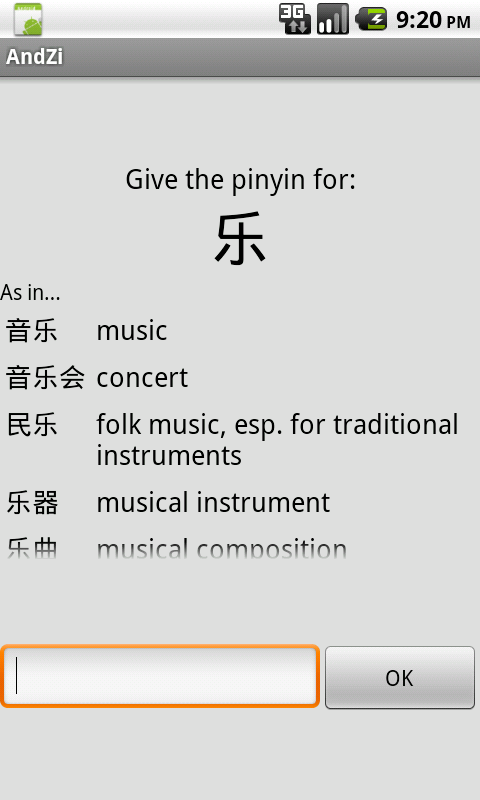 3G 9:20 PM
AndZi
Give the pinyin for:
乐
As in...
音乐 music
音乐会 concert
民乐 folk music, esp. for traditional
instruments
乐器 musical instrument
乐曲 musical composition
OK